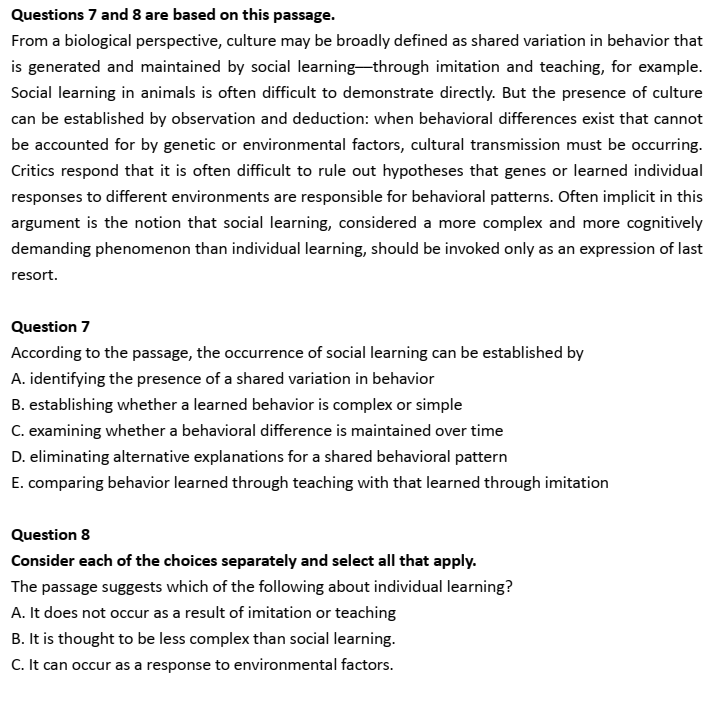 Questions 7 and 8 are based on this passage.
From a biological perspective, culture may be broadly defined as shared variation in behavior that
is generated and maintained by social learning—through imitation and teaching, for example.
Social learning in animals is often difficult to demonstrate directly. But the presence of culture
can be established by observation and deduction: when behavioral differences exist that cannot
be accounted for by genetic or environmental factors, cultural transmission must be occurring.
Critics respond that it is often difficult to rule out hypotheses that genes or learned individual
responses to different environments are responsible for behavioral patterns. Often implicit in this
argument is the notion that social learning, considered a more complex and more cognitively
demanding phenomenon than individual learning, should be invoked only as an expression of last
resort.
Question 7
According to the passage, the occurrence of social learning can be established by
A. identifying the presence of a shared variation in behavior
B. establishing whether a learned behavior is complex or simple
C. examining whether a behavioral difference is maintained over time
D. eliminating alternative explanations for a shared behavioral pattern
E. comparing behavior learned through teaching with that learned through imitation
Question 8
Consider each of the choices separately and select all that apply.
The passage suggests which of the following about individual learning?
A. It does not occur as a result of imitation or teaching
B. It is thought to be less complex than social learning.
C. It can occur as a response to environmental factors.